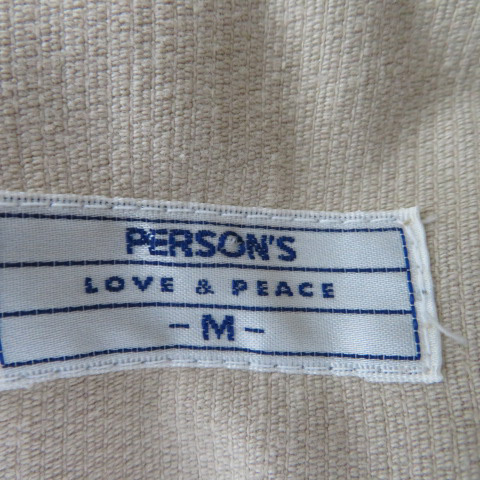 PERSON'S
LOVE & PEACE
- M -